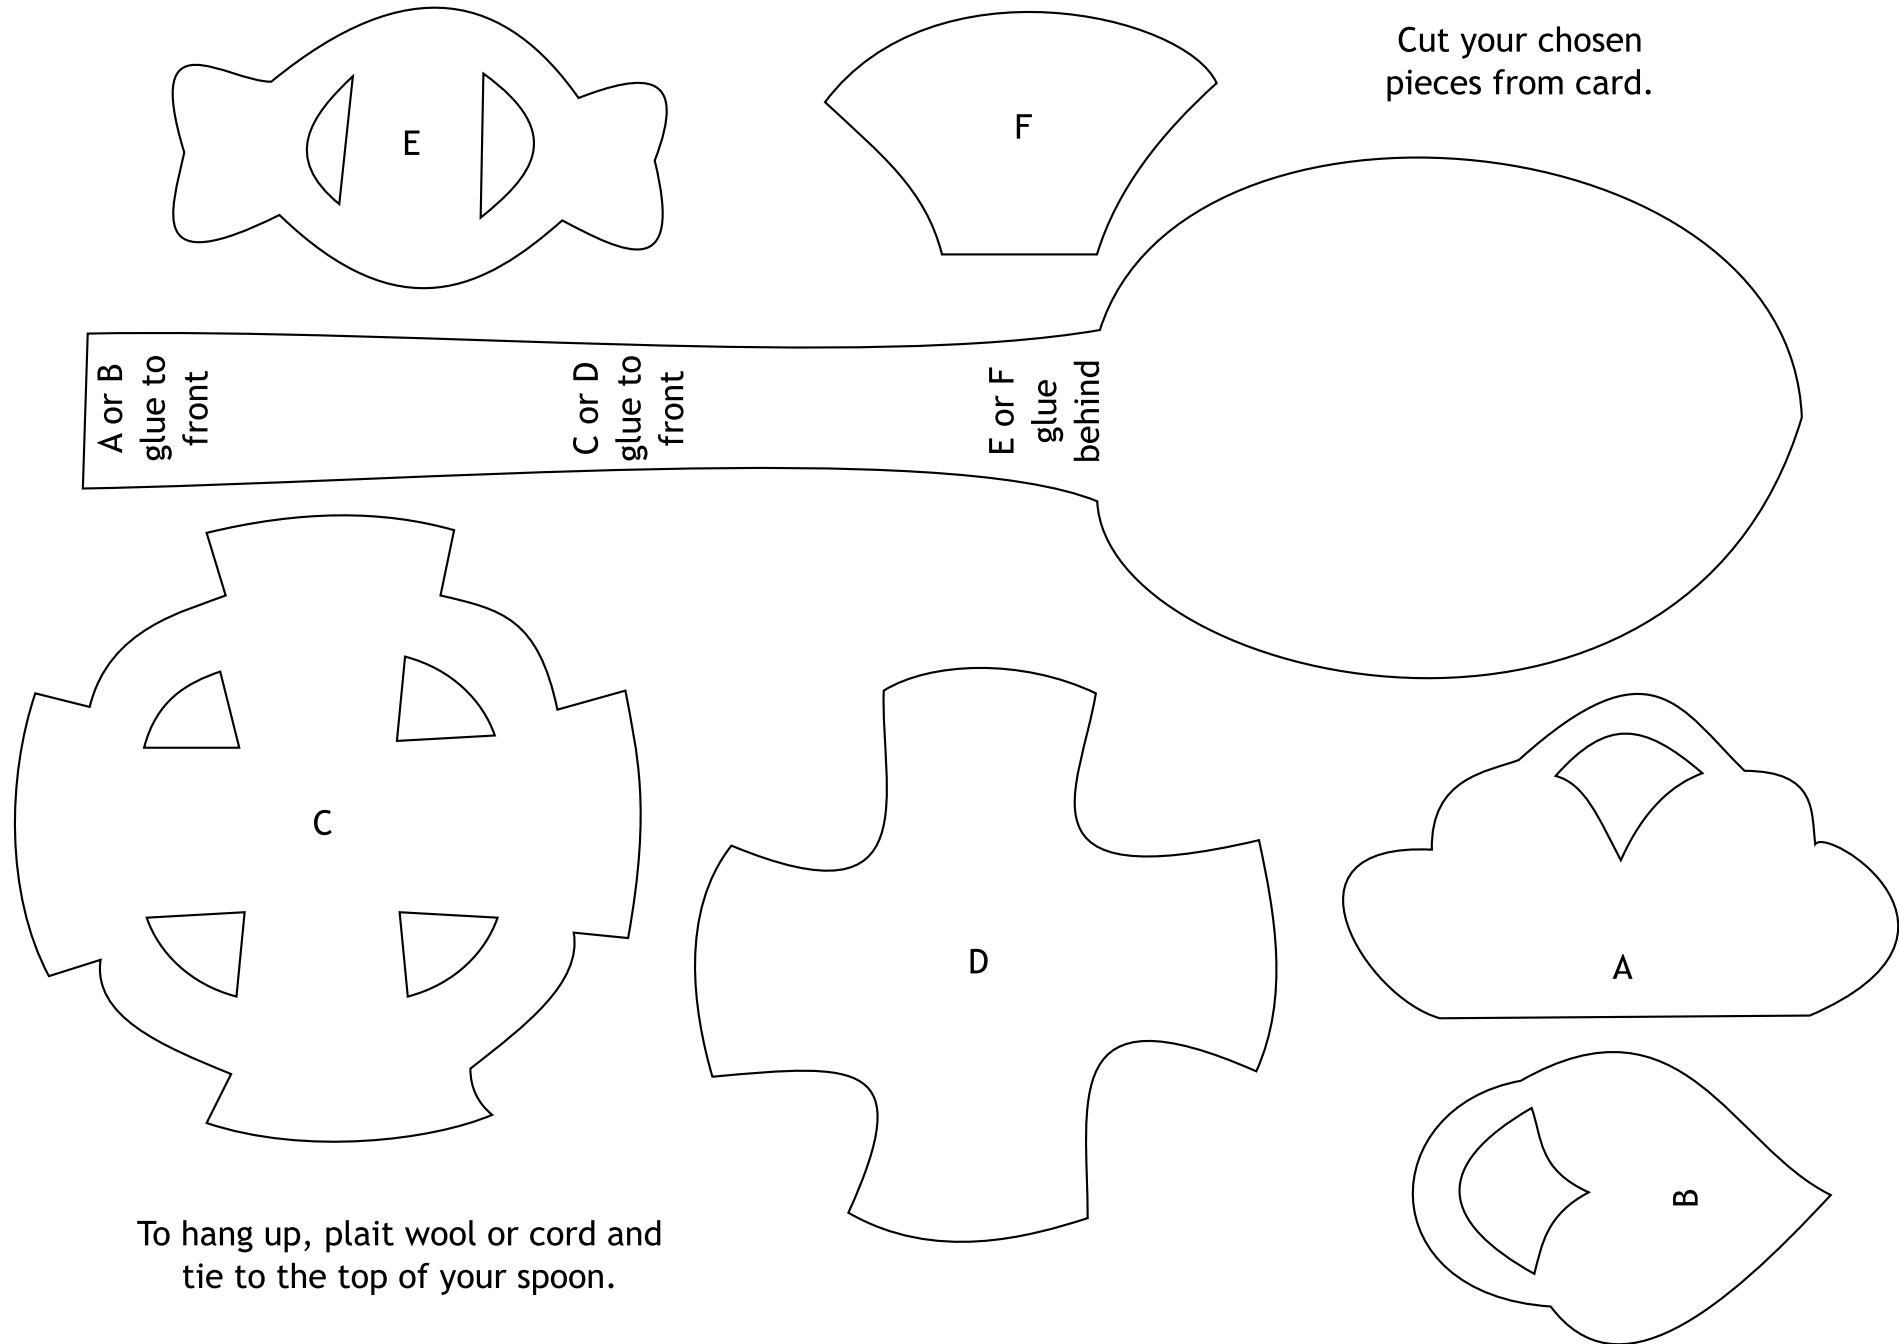 Cut your chosen
pieces from card.
E
F
A or B
glue to
front
C or D
glue to
front
E or F
glue
behind
C
D
A
B
To hang up, plait wool or cord and
tie to the top of your spoon.